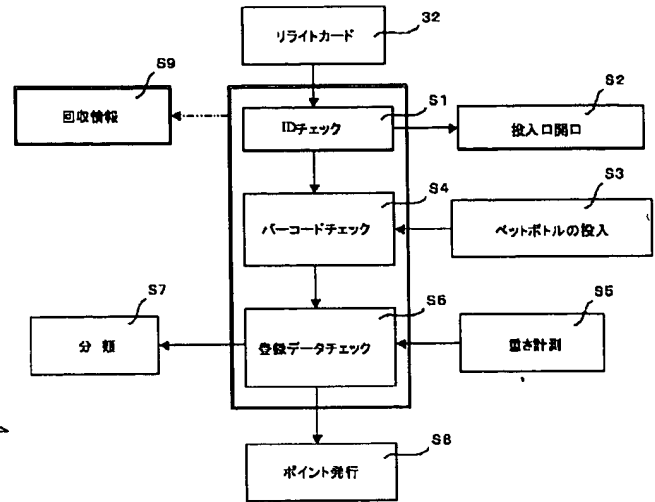 リライトカード
32
S9
回収情報
S1
IDチェック
S2
投入口開口
S4
バーコードチェック
S3
ペットボトルの投入
S7
分 類
S6
登録データチェック
S5
重さ計測
S8
ポイント発行